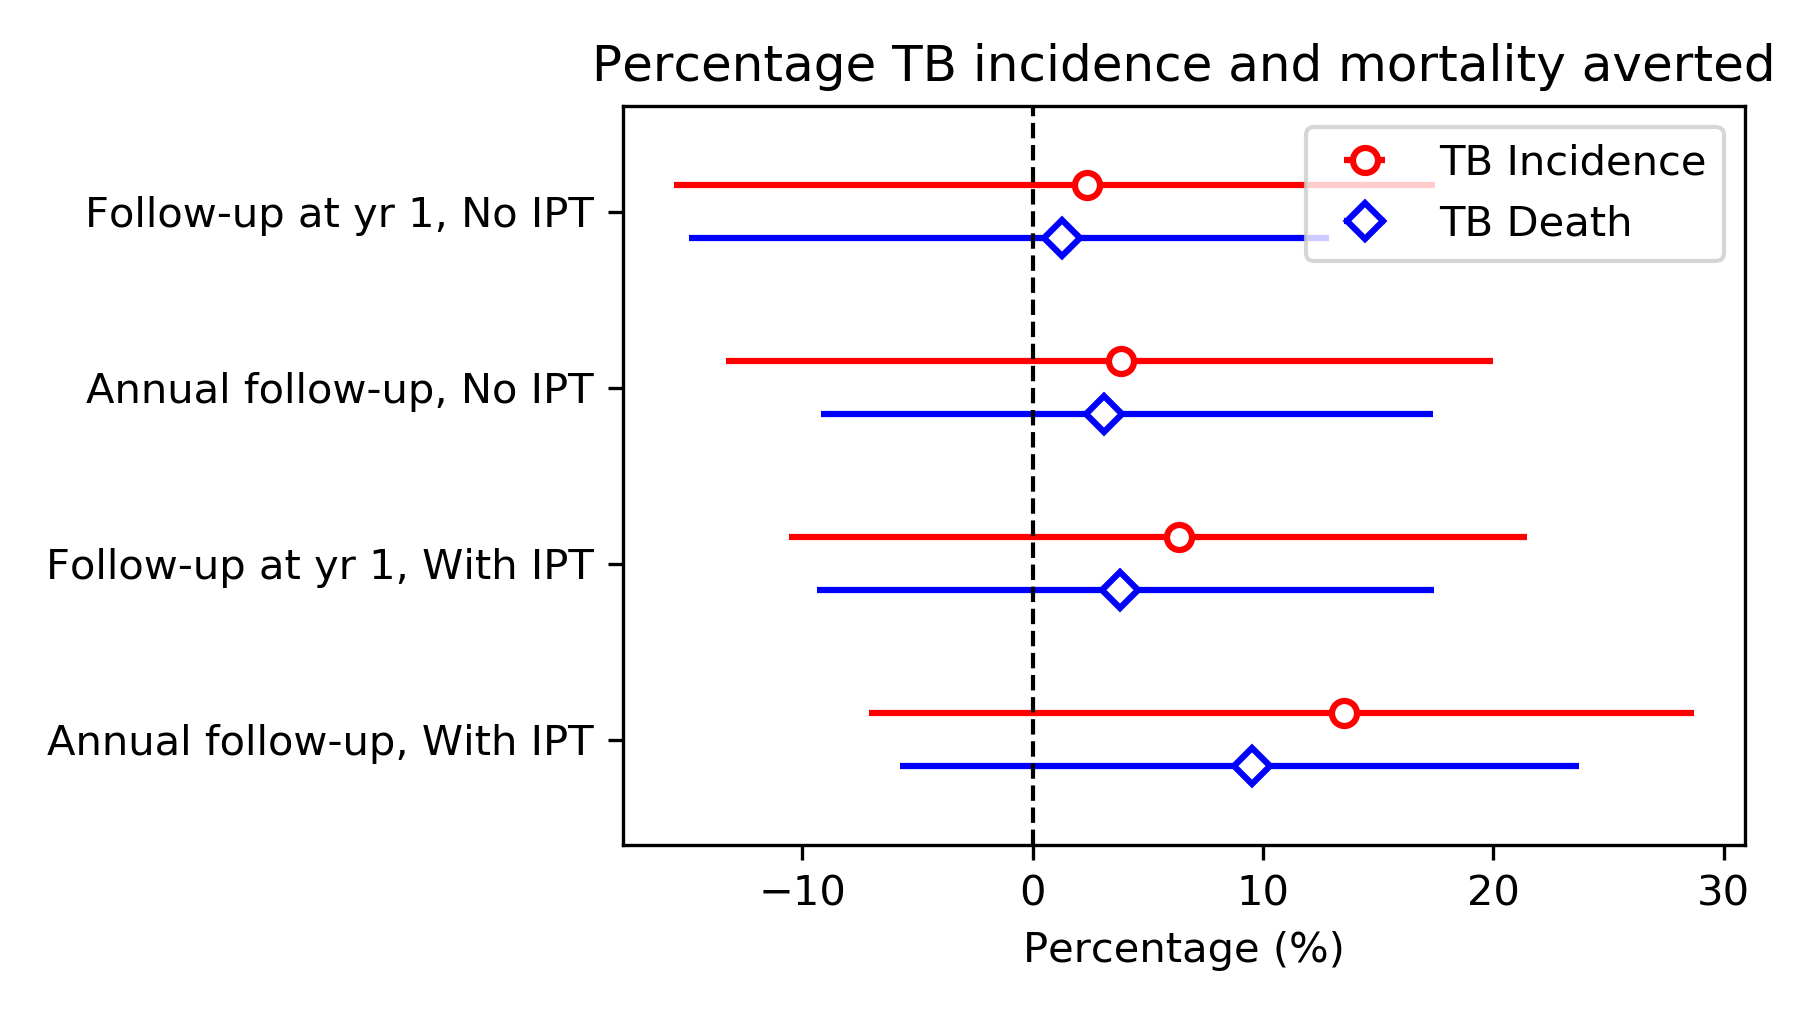 Percentage TB incidence and mortality averted
TB Incidence
TB Death
Follow-up at yr 1, No IPT
Annual follow-up, No IPT
Follow-up at yr 1, With IPT
Annual follow-up, With IPT
−10 0 10 20 30
Percentage (%)